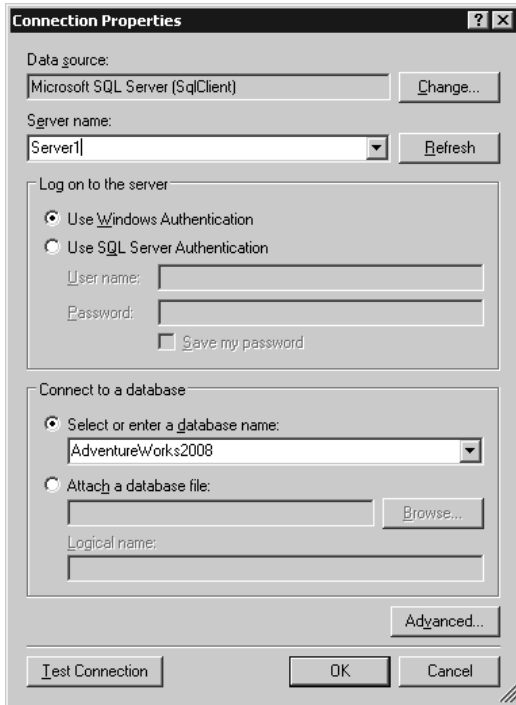 Connection Properties
Data source:
Microsoft SQL Server (SqlClient)
Change...
Server name:
Server1
Refresh
Log on to the server
Use Windows Authentication
Use SQL Server Authentication
User name:
Password:
Save my password
Connect to a database
Select or enter a database name:
AdventureWorks2008
Attach a database file:
Browse...
Logical name:
Advanced...
Test Connection OK Cancel